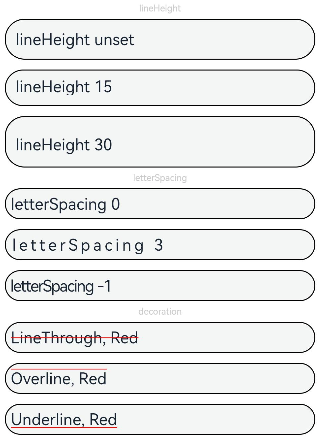 lineHeight
lineHeight unset
lineHeight 15
lineHeight 30
letterSpacing
letterSpacing 0
letterSpacing 3
letterSpacing -1
decoration
LineThrough, Red
Overline, Red
Underline, Red